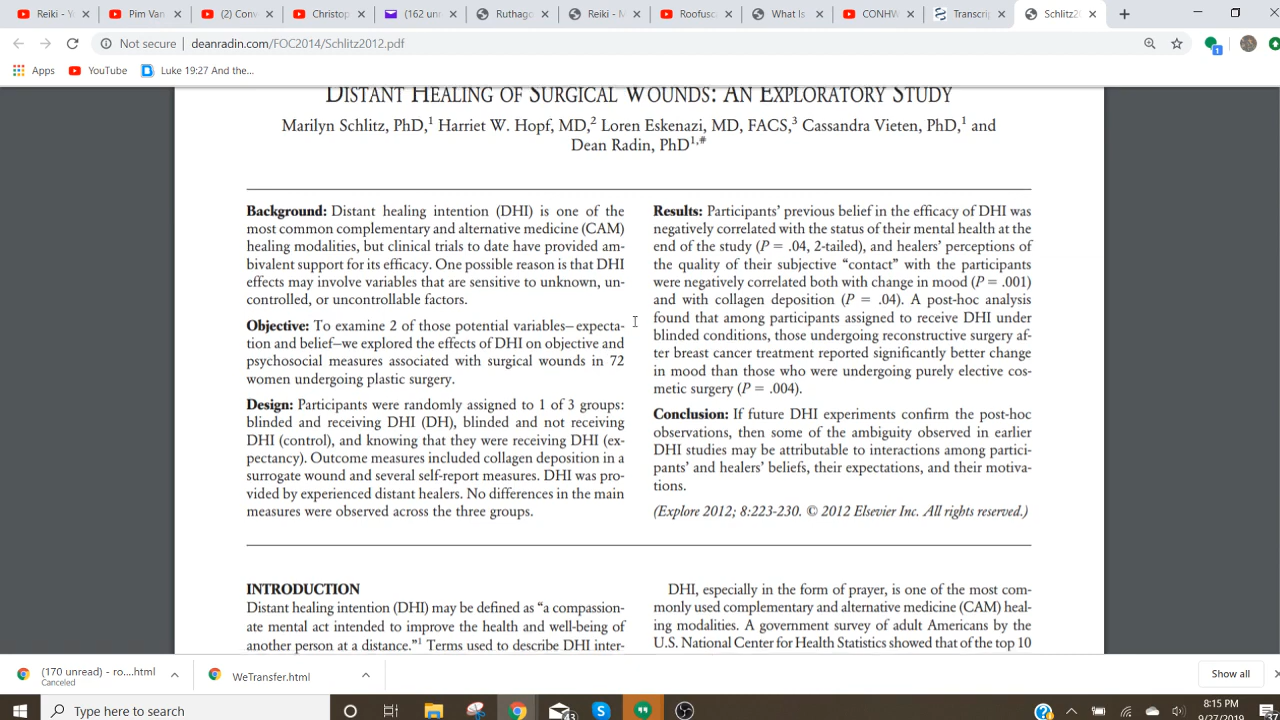 Reiki - Y
Pim Van
(2) Conv
Christop
(162 unr
Ruthago
Reiki - M
Roofusc
What Is
CONHW
Transcrip
Schlitz20
Not secure
deanradin.com/FOC2014/Schlitz2012.pdf
1
Apps
YouTube
Luke 19:27 And the...
DISTANT HEALING OF SURGICAL WOUNDS: AN EXPLORATORY STUDY
Marilyn Schlitz, PhD,1 Harriet W. Hopf, MD,2 Loren Eskenazi, MD, FACS,3 Cassandra Vieten, PhD,1 and
Dean Radin, PhD1,#
Background: Distant healing intention (DHI) is one of the
most common complementary and alternative medicine (CAM)
healing modalities, but clinical trials to date have provided am-
bivalent support for its efficacy. One possible reason is that DHI
effects may involve variables that are sensitive to unknown, un-
controlled, or uncontrollable factors.
Objective: To examine 2 of those potential variables—expecta-
tion and belief—we explored the effects of DHI on objective and
psychosocial measures associated with surgical wounds in 72
women undergoing plastic surgery.
Design: Participants were randomly assigned to 1 of 3 groups:
blinded and receiving DHI (DH), blinded and not receiving
DHI (control), and knowing that they were receiving DHI (ex-
pectancy). Outcome measures included collagen deposition in a
surrogate wound and several self-report measures. DHI was pro-
vided by experienced distant healers. No differences in the main
measures were observed across the three groups.
Results: Participants' previous belief in the efficacy of DHI was
negatively correlated with the status of their mental health at the
end of the study (P = .04, 2-tailed), and healers' perceptions of
the quality of their subjective “contact” with the participants
were negatively correlated both with change in mood (P = .001)
and with collagen deposition (P = .04). A post-hoc analysis
found that among participants assigned to receive DHI under
blinded conditions, those undergoing reconstructive surgery af-
ter breast cancer treatment reported significantly better change
in mood than those who were undergoing purely elective cos-
metic surgery (P = .004).
Conclusion: If future DHI experiments confirm the post-hoc
observations, then some of the ambiguity observed in earlier
DHI studies may be attributable to interactions among partici-
pants' and healers' beliefs, their expectations, and their motiva-
tions.
(Explore 2012; 8:223-230. © 2012 Elsevier Inc. All rights reserved.)
INTRODUCTION
Distant healing intention (DHI) may be defined as “a compassion-
ate mental act intended to improve the health and well-being of
another person at a distance.”1 Terms used to describe DHI inter-
DHI, especially in the form of prayer, is one of the most com-
monly used complementary and alternative medicine (CAM) heal-
ing modalities. A government survey of adult Americans by the
U.S. National Center for Health Statistics showed that of the top 10
(170 unread) - ro....html
Canceled
WeTransfer.html
Show all
Type here to search
43
8:15 PM
9/27/2019